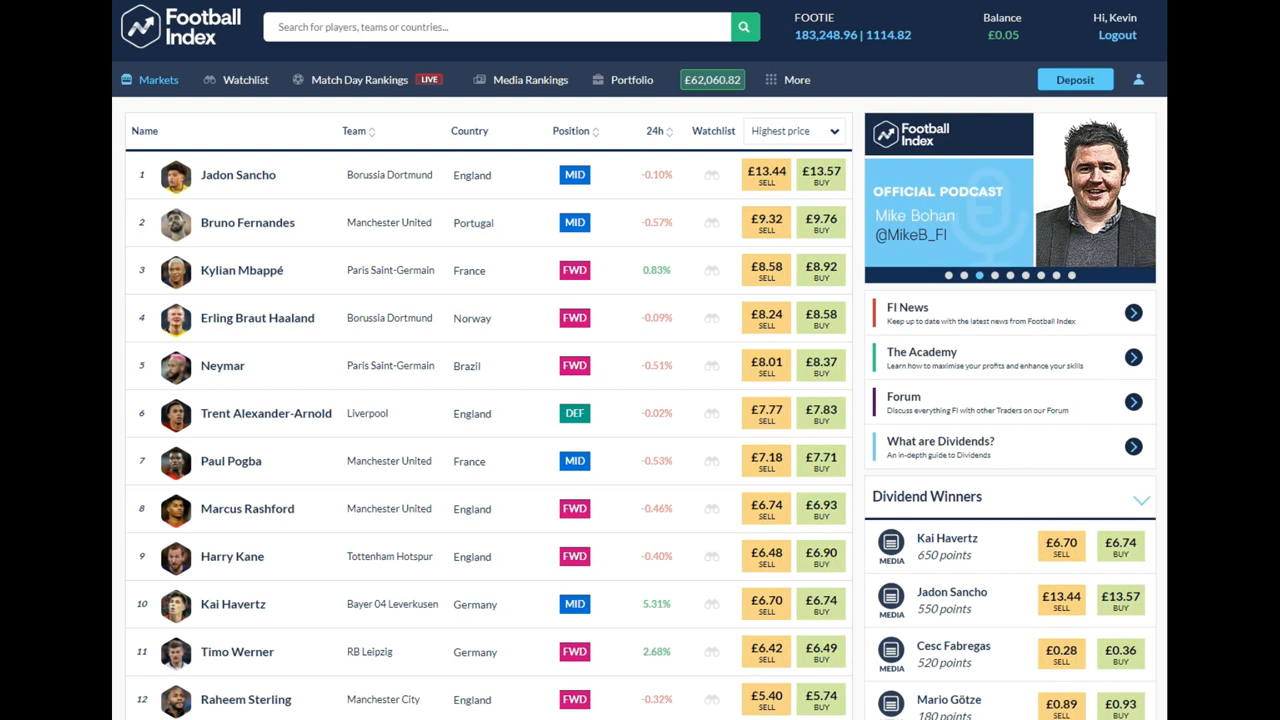 Football Index
Search for players, teams or countries...
FOOTIE
183,248.96 | 1114.82
Balance
£0.05
Hi, Kevin
Logout
Markets
Watchlist
Match Day Rankings LIVE
Media Rankings
Portfolio
£62,060.82
More
Deposit
Name Team Country Position 24h Watchlist Highest price
1 Jadon Sancho Borussia Dortmund England MID -0.10% £13.44 SELL £13.57 BUY
2 Bruno Fernandes Manchester United Portugal MID -0.57% £9.32 SELL £9.76 BUY
3 Kylian Mbappé Paris Saint-Germain France FWD 0.83% £8.58 SELL £8.92 BUY
4 Erling Braut Haaland Borussia Dortmund Norway FWD -0.09% £8.24 SELL £8.58 BUY
5 Neymar Paris Saint-Germain Brazil FWD -0.51% £8.01 SELL £8.37 BUY
6 Trent Alexander-Arnold Liverpool England DEF -0.02% £7.77 SELL £7.83 BUY
7 Paul Pogba Manchester United France MID -0.53% £7.18 SELL £7.71 BUY
8 Marcus Rashford Manchester United England FWD -0.46% £6.74 SELL £6.93 BUY
9 Harry Kane Tottenham Hotspur England FWD -0.40% £6.48 SELL £6.90 BUY
10 Kai Havertz Bayer 04 Leverkusen Germany MID 5.31% £6.70 SELL £6.74 BUY
11 Timo Werner RB Leipzig Germany FWD 2.68% £6.42 SELL £6.49 BUY
12 Raheem Sterling Manchester City England FWD -0.32% £5.40 SELL £5.74 BUY
Football Index
OFFICIAL PODCAST
Mike Bohan
@MikeB_FI
FI News
Keep up to date with the latest news from Football Index
The Academy
Learn how to maximise your profits and enhance your skills
Forum
Discuss everything FI with other Traders on our Forum
What are Dividends?
An in-depth guide to Dividends
Dividend Winners
MEDIA Kai Havertz 650 points £6.70 SELL £6.74 BUY
MEDIA Jadon Sancho 550 points £13.44 SELL £13.57 BUY
MEDIA Cesc Fabregas 520 points £0.28 SELL £0.36 BUY
Mario Götze 180 points £0.89 SELL £0.93 BUY